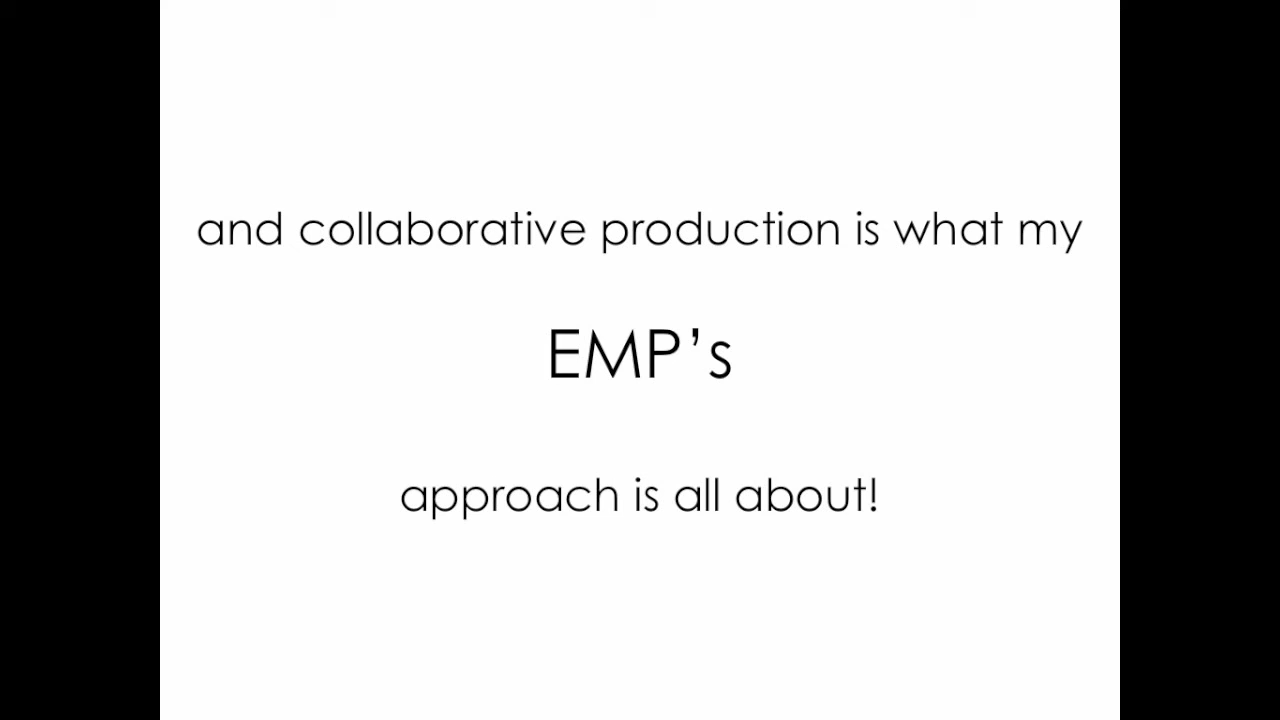 and collaborative production is what my
EMP’s
approach is all about!